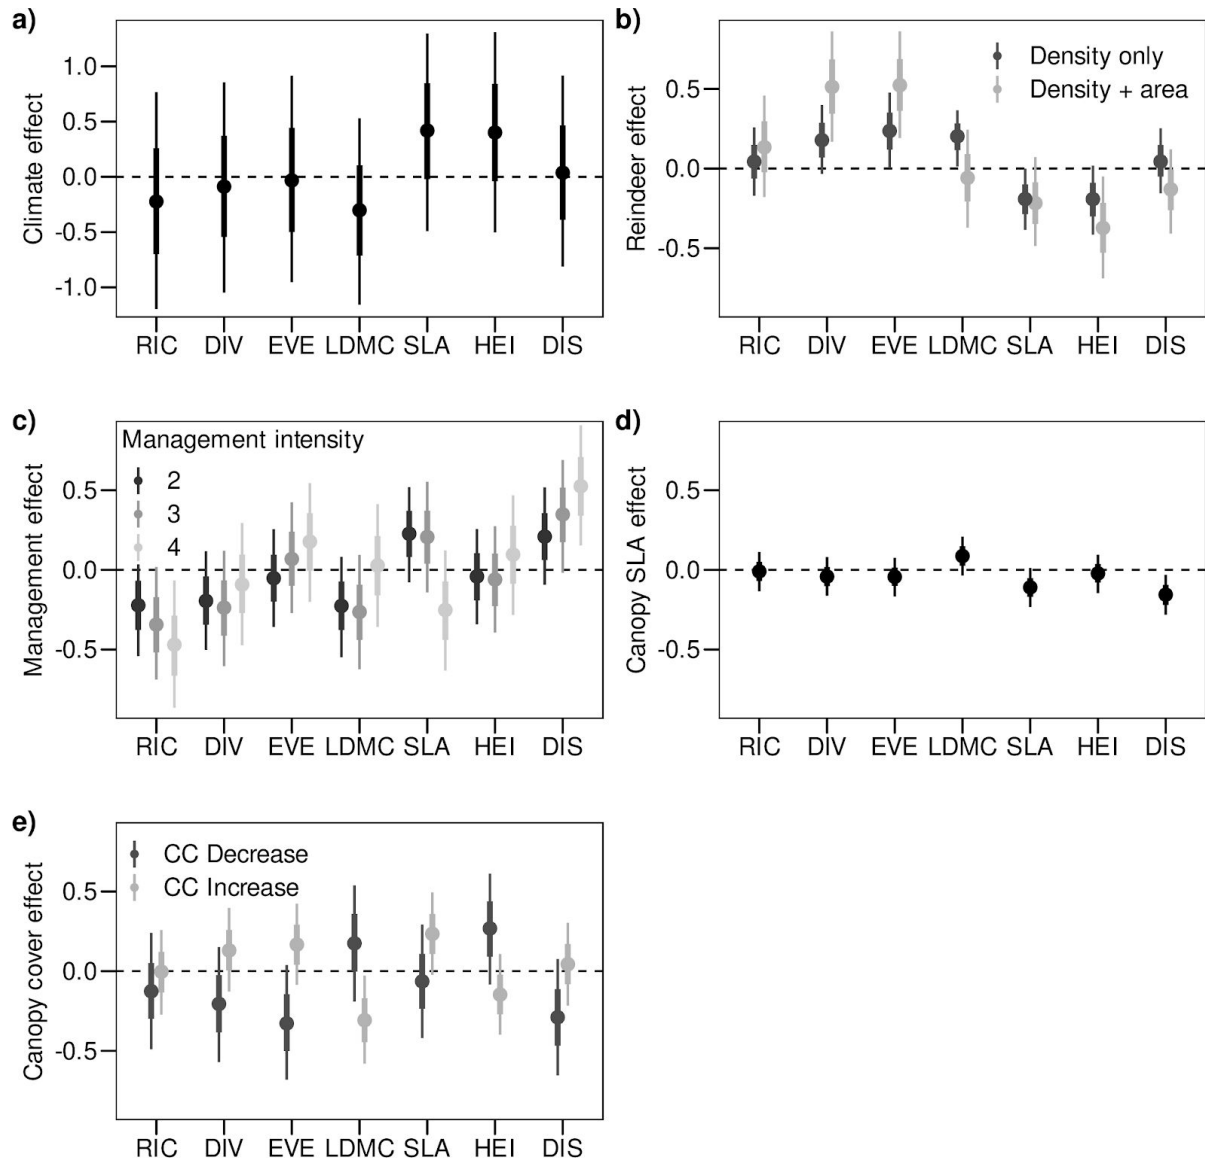 a)
Climate effect
1.0
0.5
0.0
-0.5
-1.0
RIC DIV EVE LDMC SLA HEI DIS
b)
Reindeer effect
0.5
0.0
-0.5
Density only
Density + area
RIC DIV EVE LDMC SLA HEI DIS
c)
Management effect
0.5
0.0
-0.5
Management intensity
2
3
4
RIC DIV EVE LDMC SLA HEI DIS
d)
Canopy SLA effect
0.5
0.0
-0.5
RIC DIV EVE LDMC SLA HEI DIS
e)
Canopy cover effect
0.5
0.0
-0.5
CC Decrease
CC Increase
RIC DIV EVE LDMC SLA HEI DIS